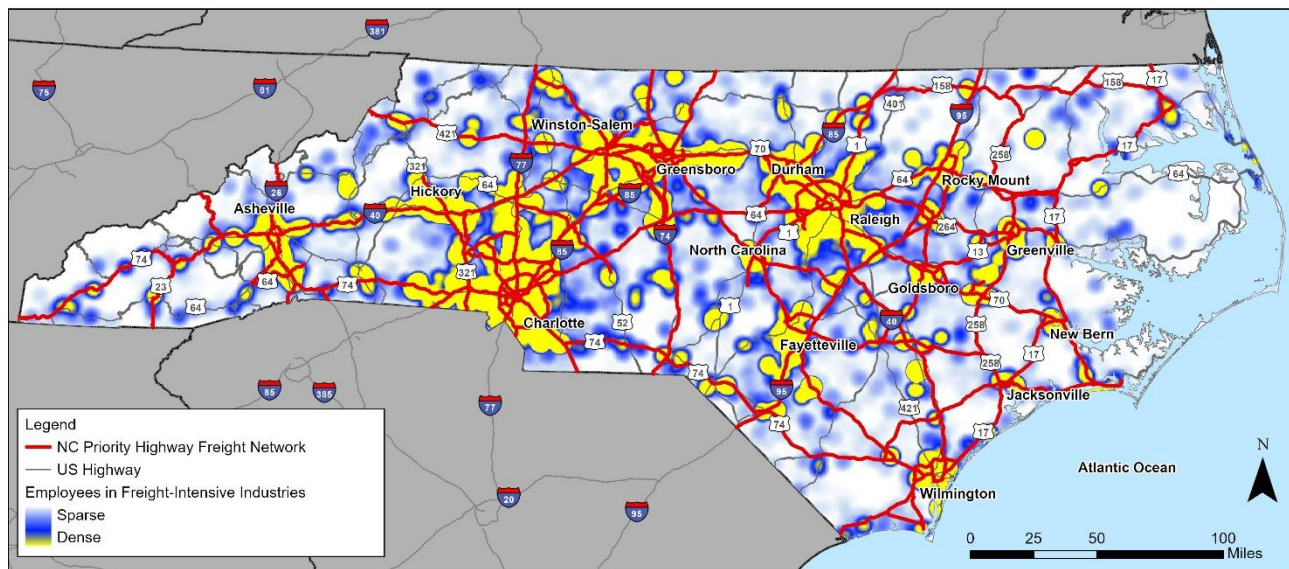 381
75
81
158
17
401
95
85
421
Winston-Salem
77
70
1
258
17
321
Greensboro
Durham
26
Hickory
64
85
64
Rocky Mount
64
Asheville
40
64
Raleigh
17
74
85
North Carolina
1
264
13
Greenville
74
321
23
64
74
Goldsboro
70
64
Charlotte
52
1
40
258
New Bern
74
Fayetteville
17
258
74
85
385
95
Jacksonville
77
421
74
17
Legend
NC Priority Highway Freight Network
US Highway
Employees in Freight-Intensive Industries
Sparse
Dense
20
95
Wilmington
Atlantic Ocean
N
0 25 50 100
Miles